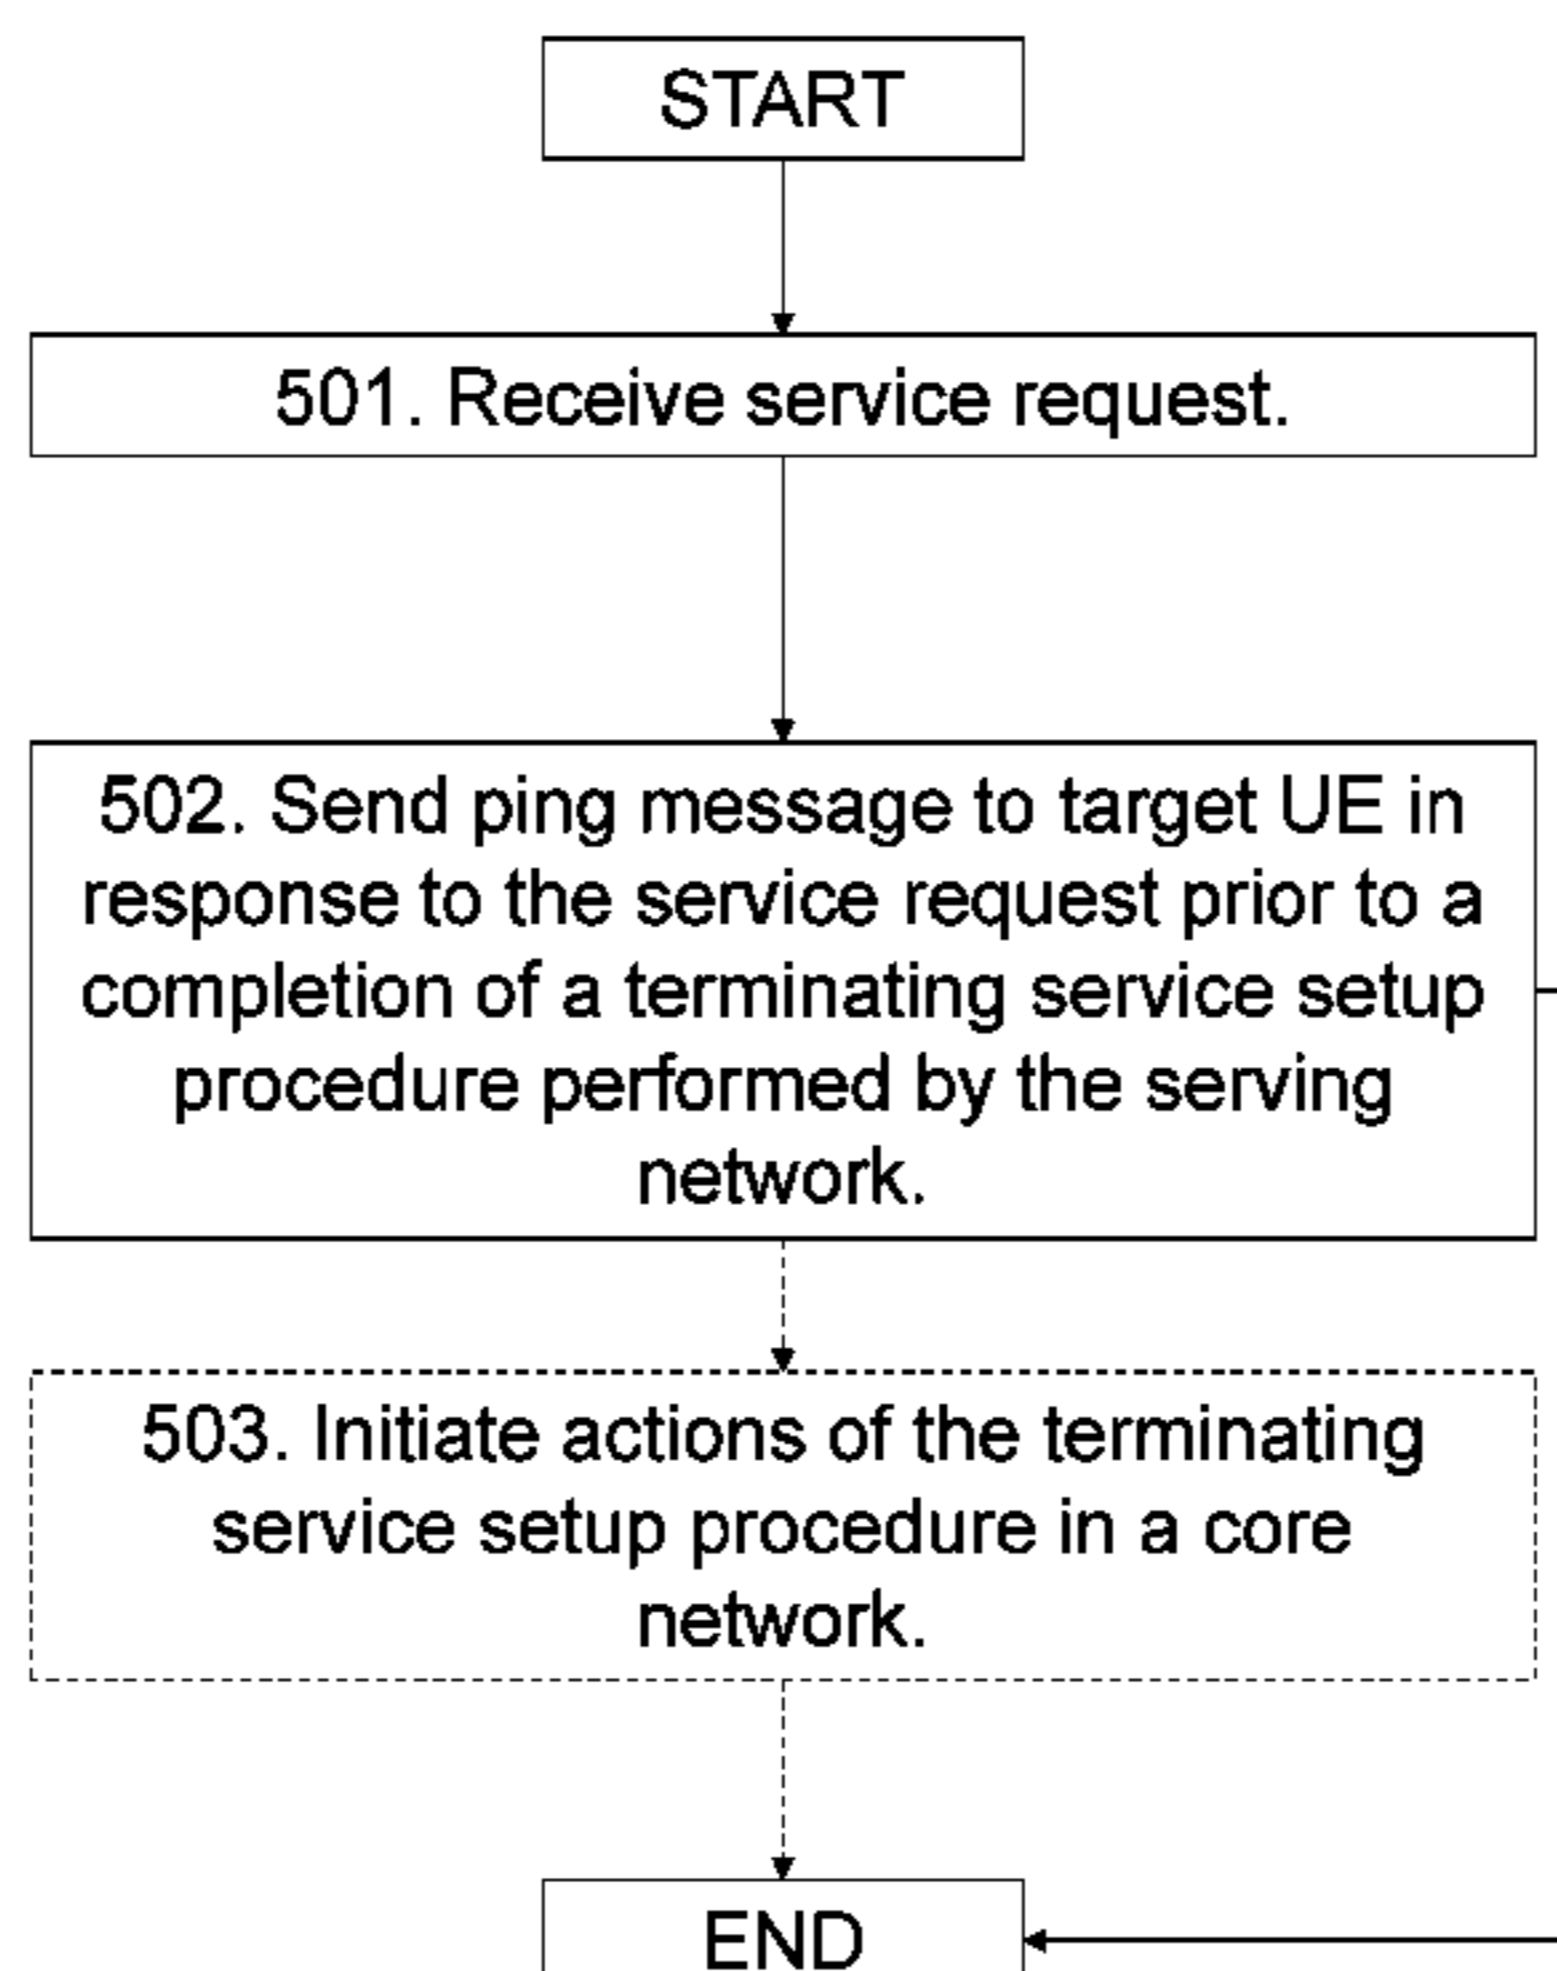 START
501. Receive service request.
502. Send ping message to target UE in
response to the service request prior to a
completion of a terminating service setup
procedure performed by the serving
network.
503. Initiate actions of the terminating
service setup procedure in a core
network.
END